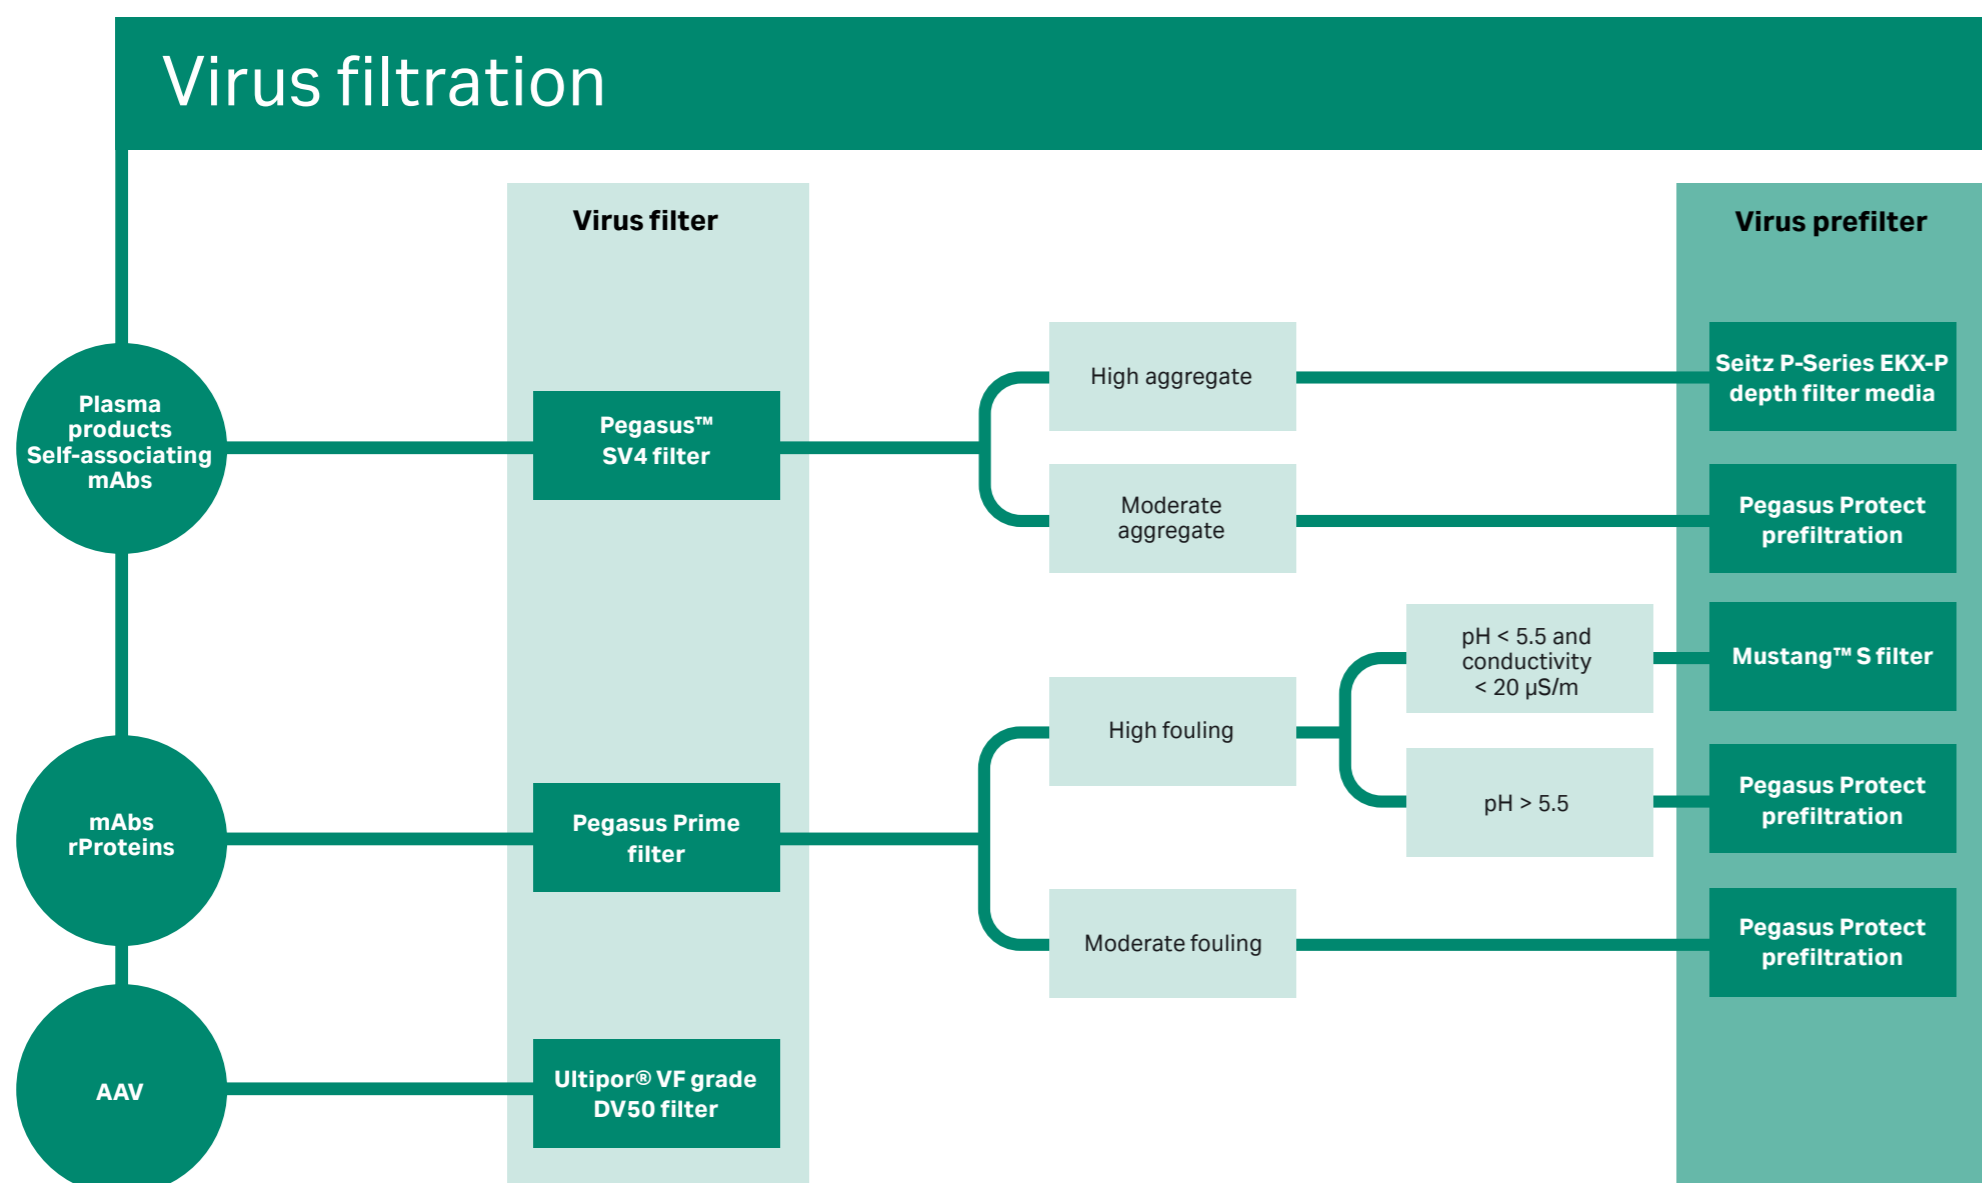 Virus filtration
Virus filter
Virus prefilter
Plasma
products
Self-associating
mAbs
Pegasus™
SV4 filter
High aggregate
Seitz P-Series EKX-P
depth filter media
Moderate
aggregate
Pegasus Protect
prefiltration
mAbs
rProteins
Pegasus Prime
filter
High fouling
pH < 5.5 and
conductivity
< 20 µS/m
Mustang™ S filter
pH > 5.5
Pegasus Protect
prefiltration
Moderate fouling
Pegasus Protect
prefiltration
AAV
Ultipor® VF grade
DV50 filter